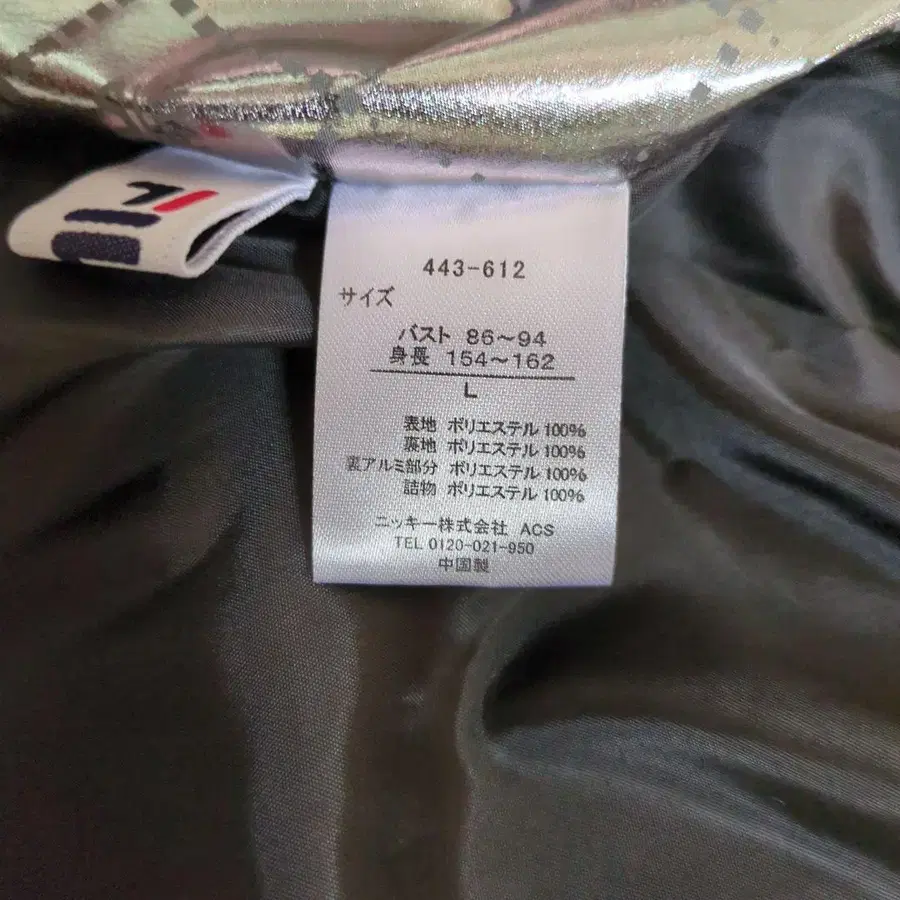 443-612
サイズ
バスト 86～94
身長 154～162
L
表地 ポリエステル 100%
裏地 ポリエステル 100%
裏アルミ部分 ポリエステル 100%
詰物 ポリエステル 100%
ニッキー株式会社 ACS
TEL 0120-021-950
中国製